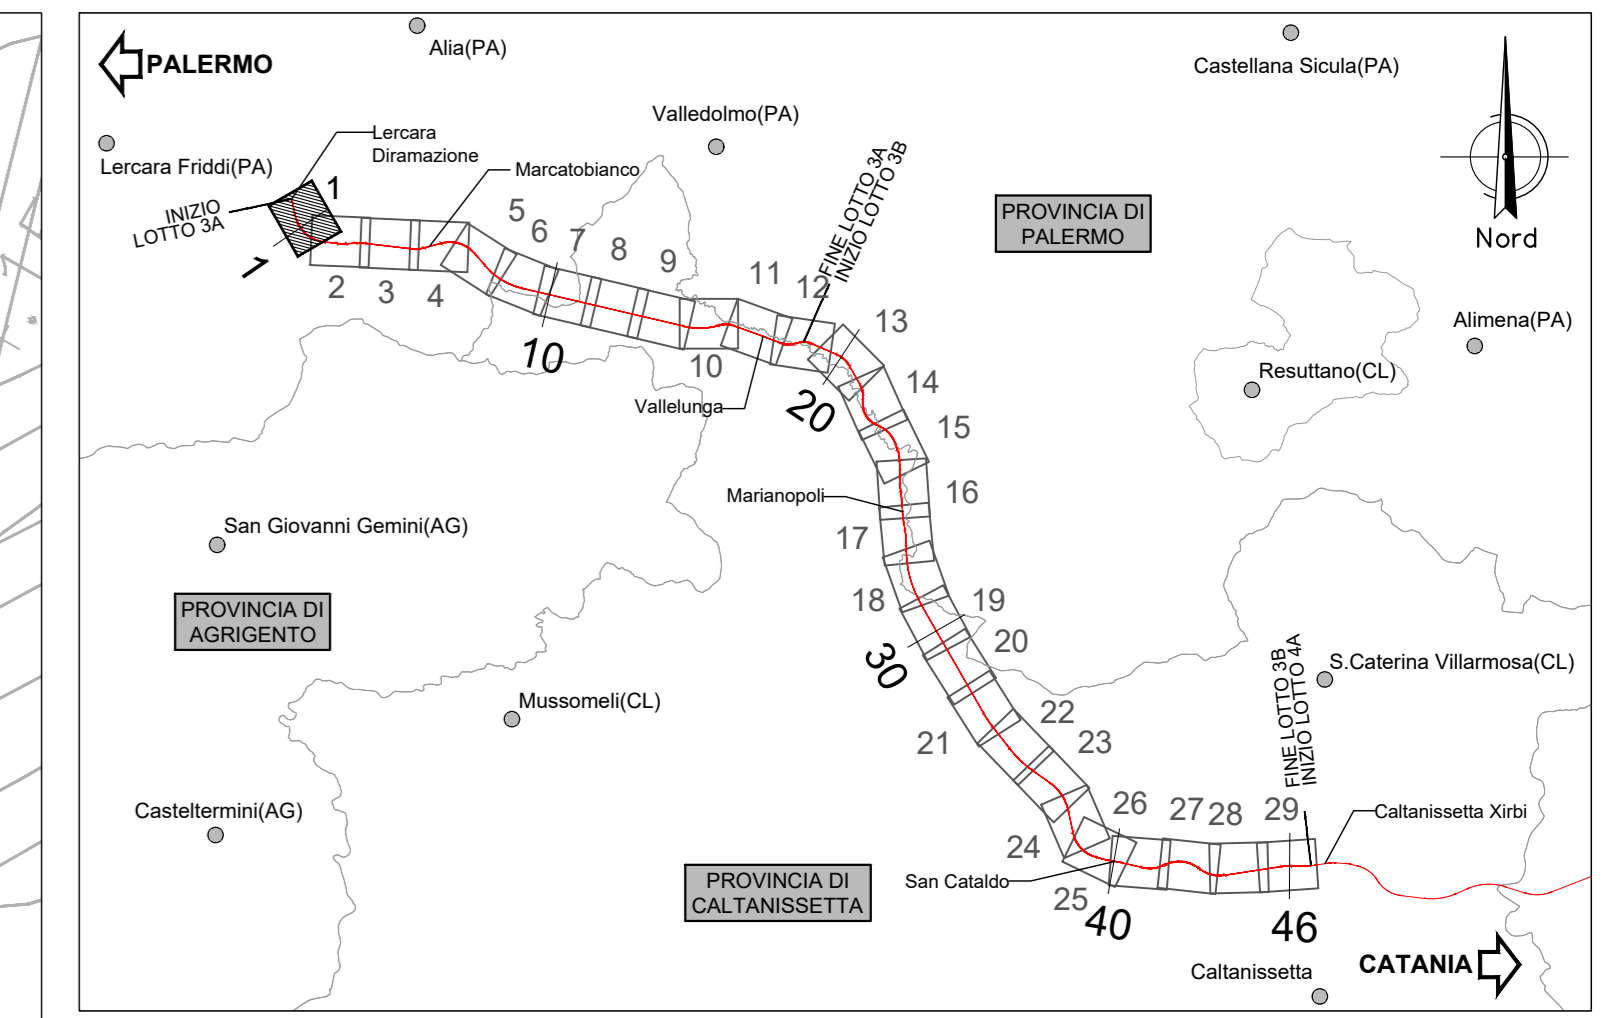 PALERMO
Alia(PA)
Castellana Sicula(PA)
Valledolmo(PA)
Lercara Friddi(PA)
Lercara
Diramazione
Marcatobianco
INIZIO
LOTTO 3A
1
1
2
3
4
5
6
7
8
9
10
10
11
12
FINE LOTTO 3A
INIZIO LOTTO 3B
PROVINCIA DI
PALERMO
Nord
13
Alimena(PA)
Resuttano(CL)
14
Vallelunga
20
15
Marianopoli
16
17
San Giovanni Gemini(AG)
PROVINCIA DI
AGRIGENTO
18
19
20
30
FINE LOTTO 3B
INIZIO LOTTO 4A
S.Caterina Villarmosa(CL)
Mussomeli(CL)
21
22
23
Casteltermini(AG)
24
25
26
27
28
29
Caltanissetta Xirbi
San Cataldo
PROVINCIA DI
CALTANISSETTA
40
46
Caltanissetta
CATANIA